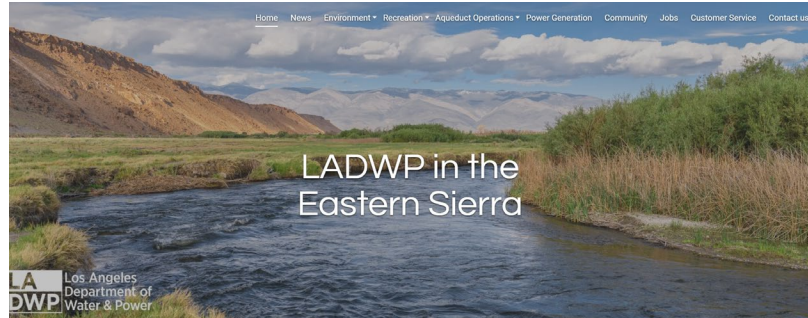 Home News Environment Recreation Aqueduct Operations Power Generation Community Jobs Customer Service Contact us
LADWP in the
Eastern Sierra
LA
DWP
Los Angeles
Department of
Water & Power